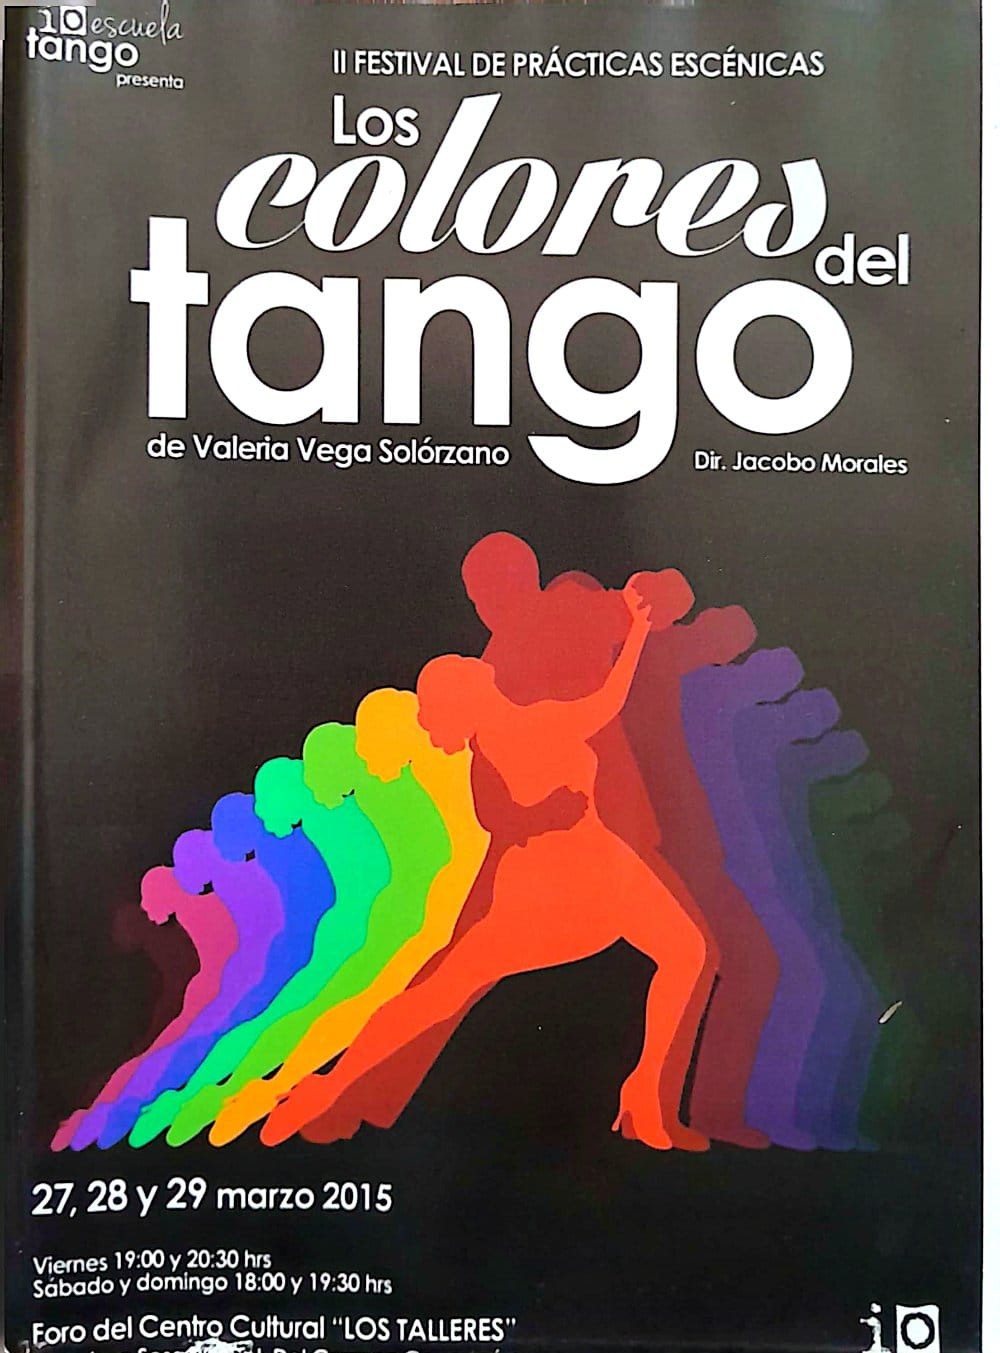 io escuela
tango
presenta
II FESTIVAL DE PRÁCTICAS ESCÉNICAS
Los
colores
del
tango
de Valeria Vega Solórzano
Dir. Jacobo Morales
27, 28 y 29 marzo 2015
Viernes 19:00 y 20:30 hrs
Sábado y domingo 18:00 y 19:30 hrs
Foro del Centro Cultural "LOS TALLERES"
io